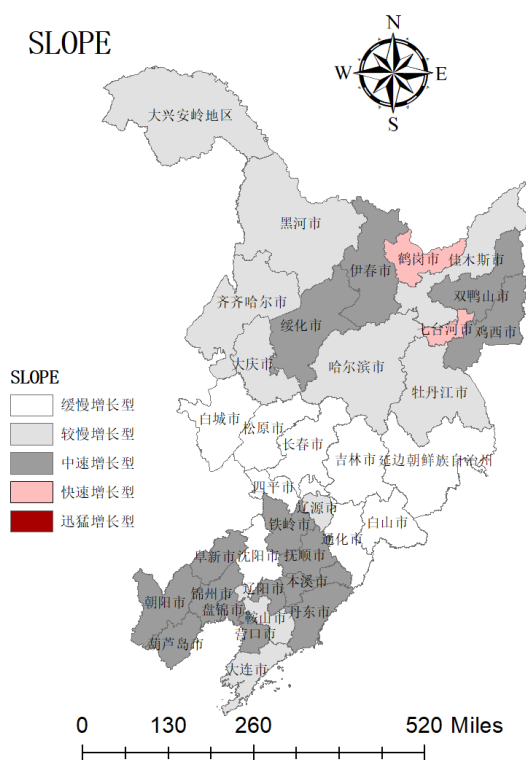 SLOPE
N
W
E
S
大兴安岭地区
黑河市
鹤岗市
伊春市
佳木斯市
齐齐哈尔市
双鸭山市
绥化市
七台河市
鸡西市
大庆市
哈尔滨市
牡丹江市
SLOPE
缓慢增长型
较慢增长型
中速增长型
快速增长型
迅猛增长型
白城市
松原市
长春市
吉林市
延边朝鲜族自治州
四平市
辽源市
白山市
铁岭市
通化市
阜新市
沈阳市
抚顺市
本溪市
辽阳市
朝阳市
锦州市
盘锦市
鞍山市
丹东市
营口市
葫芦岛市
大连市
0 130 260 520 Miles